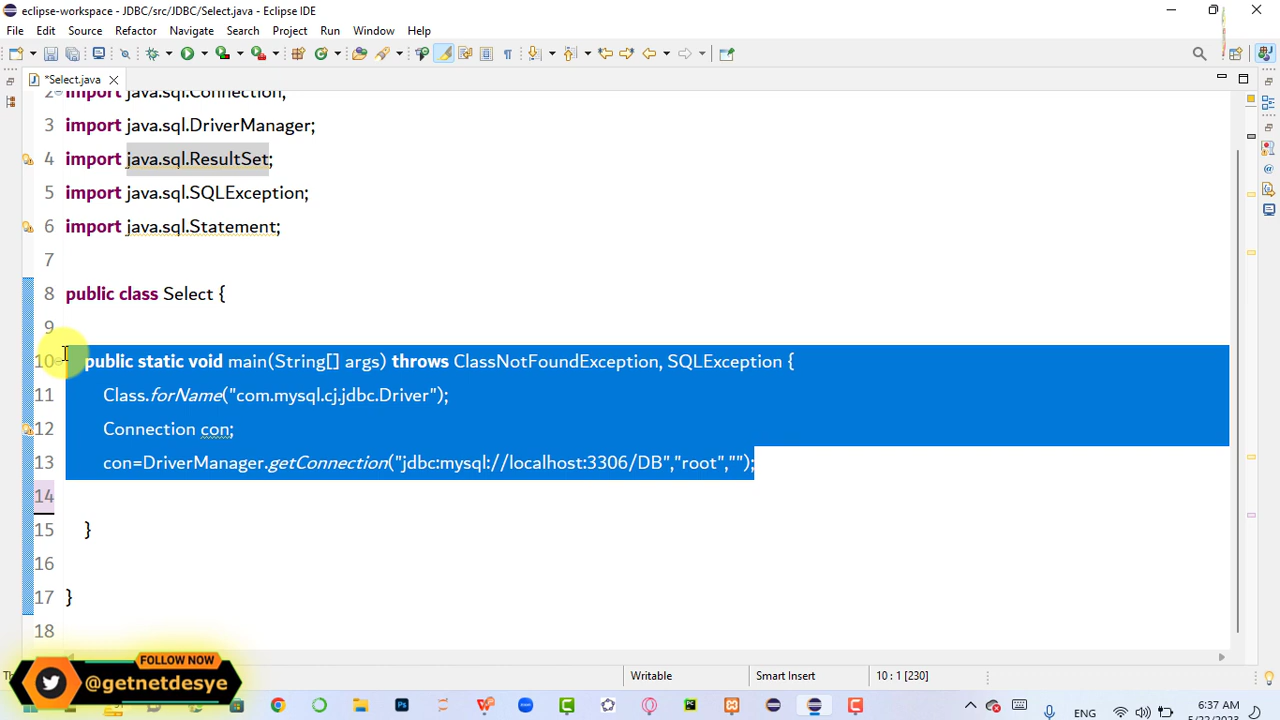 eclipse-workspace - JDBC/src/JDBC/Select.java - Eclipse IDE
File Edit Source Refactor Navigate Search Project Run Window Help
*Select.java
2 import java.sql.Connection;
3 import java.sql.DriverManager;
4 import java.sql.ResultSet;
5 import java.sql.SQLException;
6 import java.sql.Statement;
7
8 public class Select {
9
10 public static void main(String[] args) throws ClassNotFoundException, SQLException {
11 Class.forName("com.mysql.cj.jdbc.Driver");
12 Connection con;
13 con=DriverManager.getConnection("jdbc:mysql://localhost:3306/DB","root","");
14
15 }
16
17 }
18
FOLLOW NOW
@getnetdesye
Writable Smart Insert 10 : 1 [230]
ENG 6:37 AM